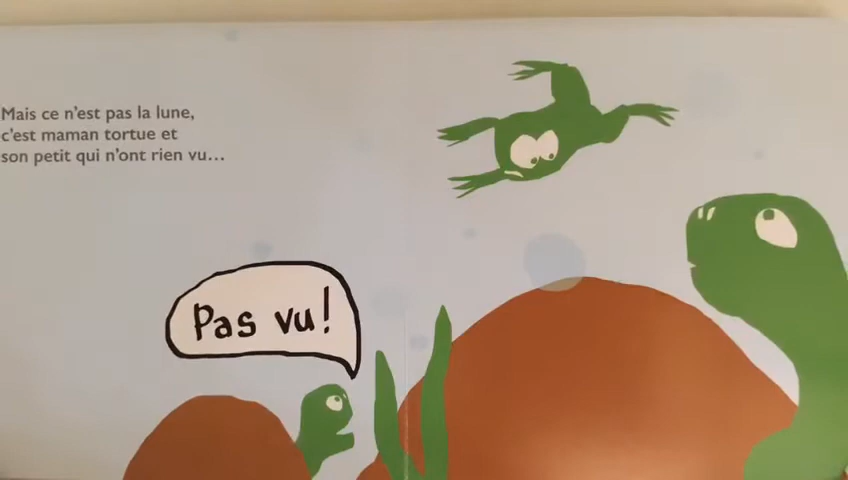 Mais ce n'est pas la lune,
c'est maman tortue et
son petit qui n'ont rien vu...
Pas vu!